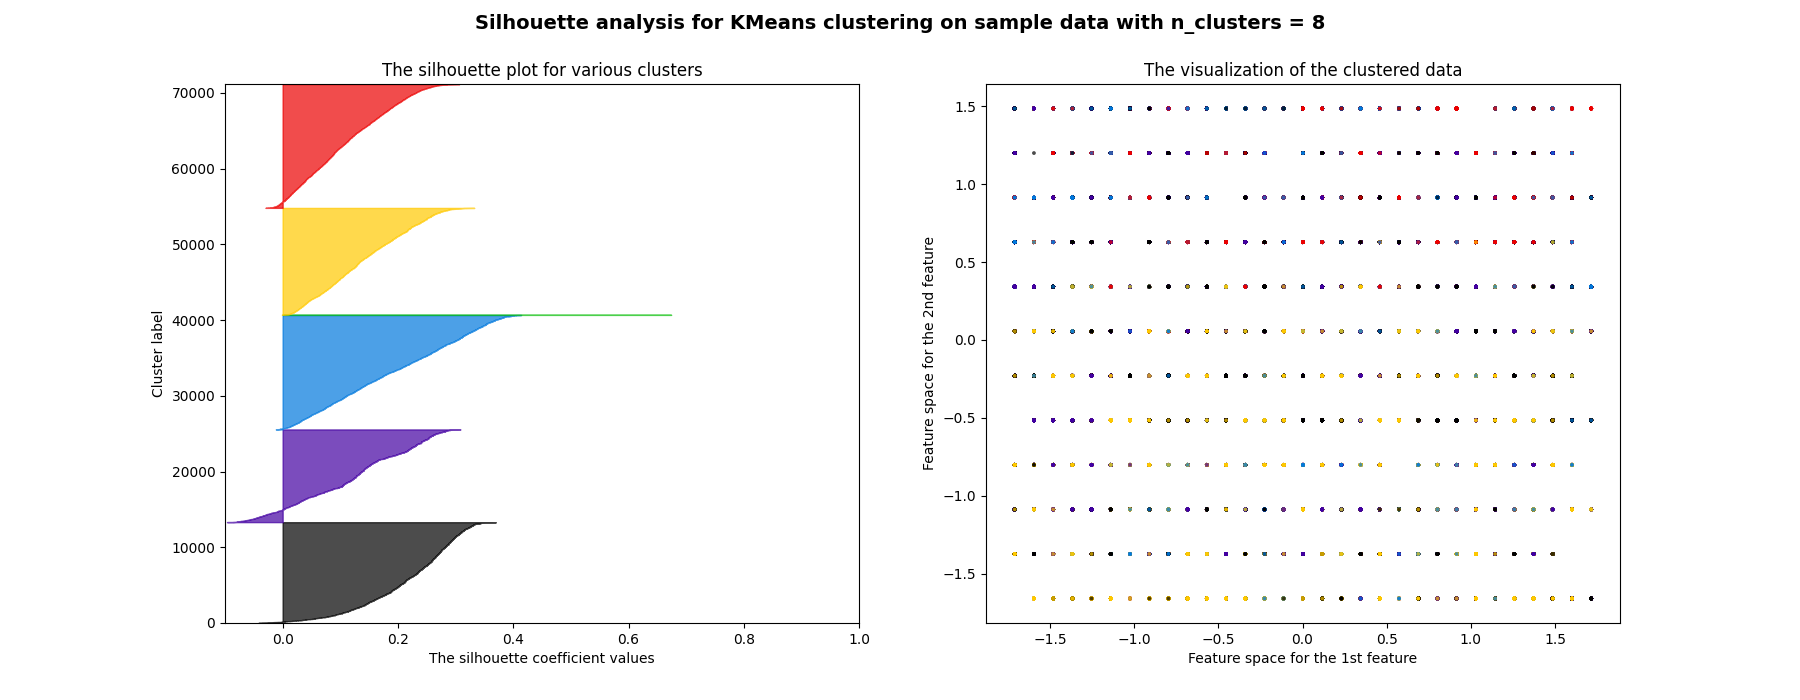 Silhouette analysis for KMeans clustering on sample data with n_clusters = 8
The silhouette plot for various clusters
Cluster label
70000
60000
50000
40000
30000
20000
10000
0
0.0 0.2 0.4 0.6 0.8 1.0
The silhouette coefficient values
The visualization of the clustered data
Feature space for the 2nd feature
1.5
1.0
0.5
0.0
−0.5
−1.0
−1.5
−1.5 −1.0 −0.5 0.0 0.5 1.0 1.5
Feature space for the 1st feature